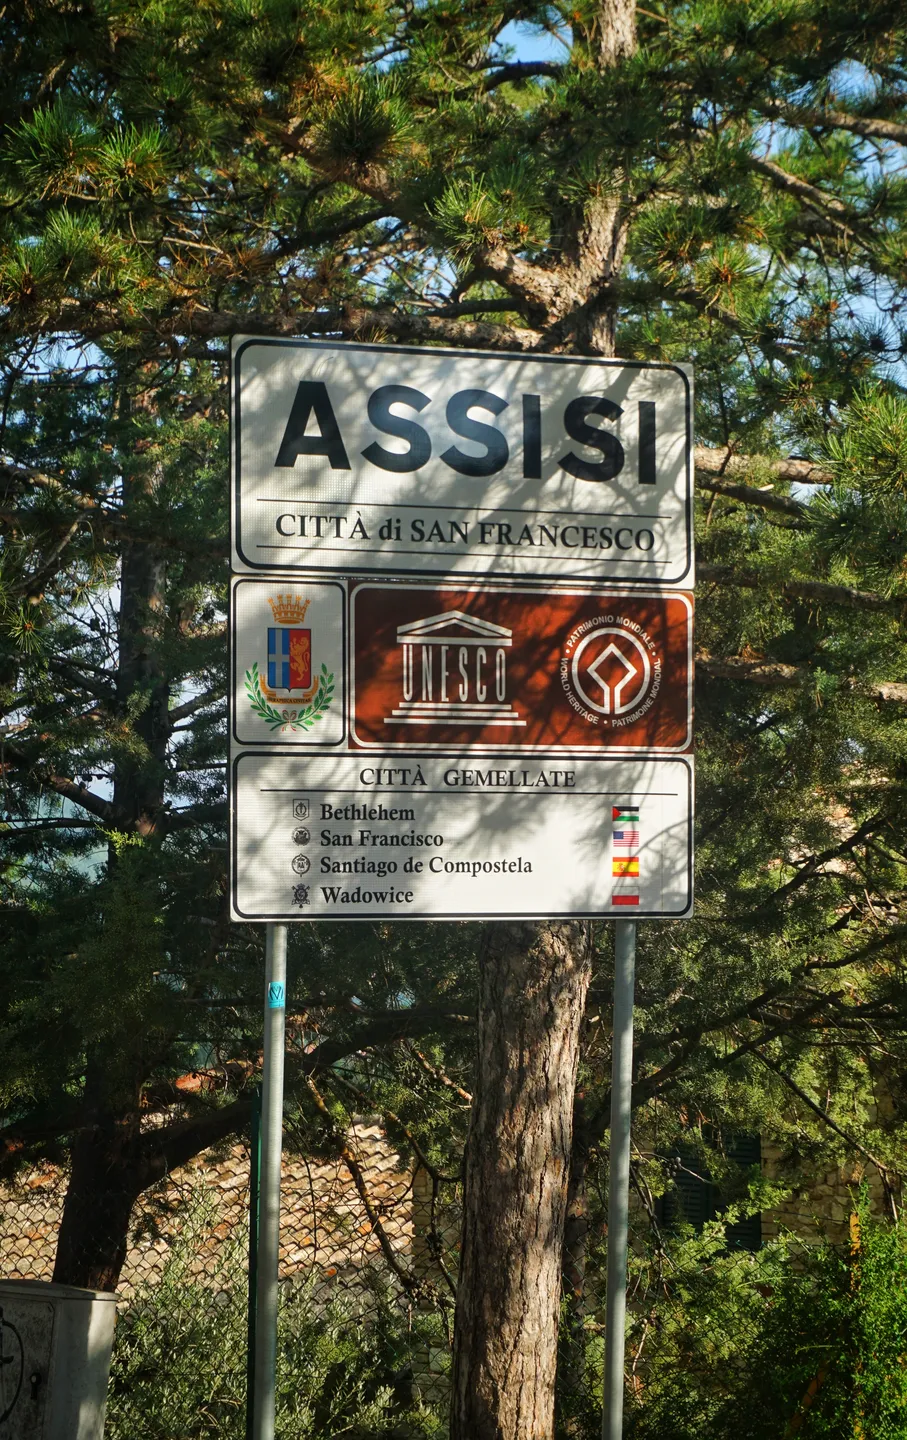 ASSISI
CITTÀ di SAN FRANCESCO
UNESCO
• PATRIMONIO MONDIALE • WORLD HERITAGE • PATRIMOINE MONDIAL
CITTÀ GEMELLATE
Bethlehem
San Francisco
Santiago de Compostela
Wadowice